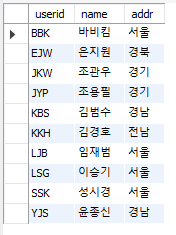 userid name addr
BBK 바비킴 서울
EJW 은지원 경북
JKW 조관우 경기
JYP 조용필 경기
KBS 김범수 경남
KKH 김경호 전남
LJB 임재범 서울
LSG 이승기 서울
SSK 성시경 서울
YJS 윤종신 경남